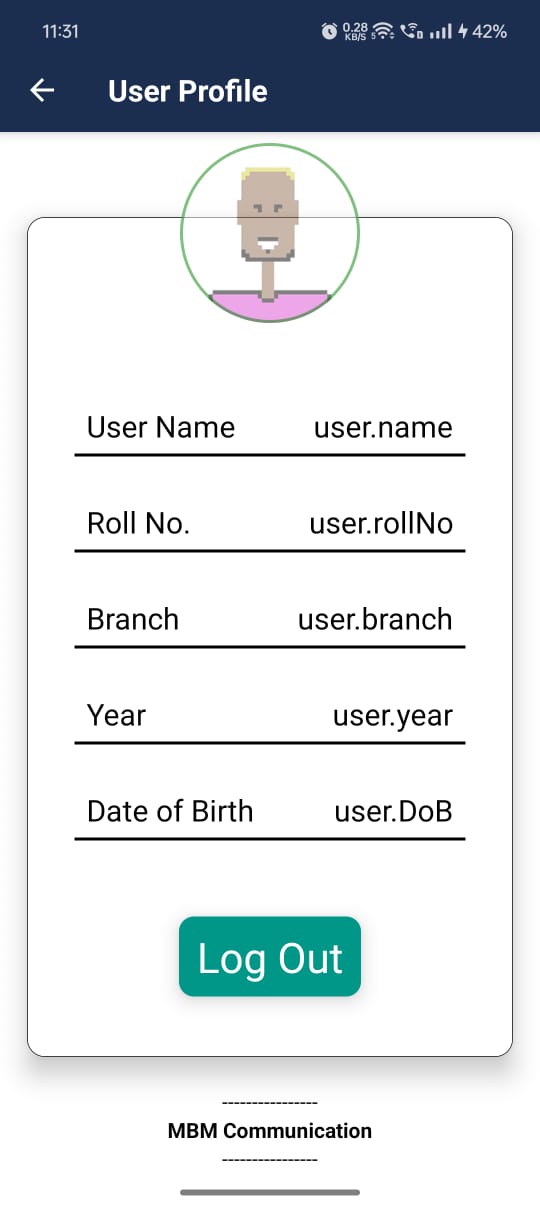 11:31 0.28 KB/S 5 42%
User Profile
User Name user.name
Roll No. user.rollNo
Branch user.branch
Year user.year
Date of Birth user.DoB
Log Out
----------------
MBM Communication
----------------